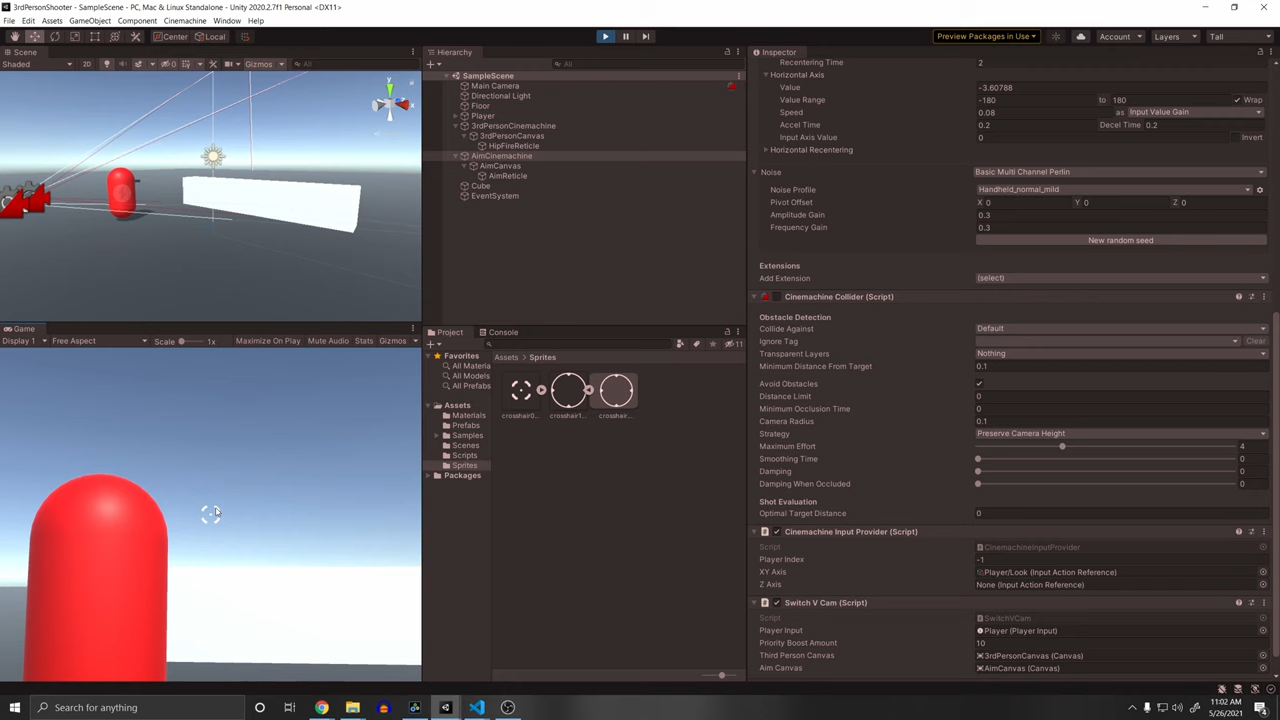 3rdPersonShooter - SampleScene - PC, Mac & Linux Standalone - Unity 2020.2.7f1 Personal <DX11>
File Edit Assets GameObject Component Cinemachine Window Help
Center Local Preview Packages in Use Account Layers Tall
Scene
Shaded 2D 0 Gizmos All
y
x
Game
Display 1 Free Aspect Scale 1x Maximize On Play Mute Audio Stats Gizmos
Hierarchy
All
SampleScene
Main Camera
Directional Light
Floor
Player
3rdPersonCinemachine
3rdPersonCanvas
HipFireReticle
AimCinemachine
AimCanvas
AimReticle
Cube
EventSystem
Project Console
11
Favorites
All Materia
All Models
All Prefabs
Assets
Materials
Prefabs
Samples
Scenes
Scripts
Sprites
Packages
Assets > Sprites
crosshair0... crosshair1... crosshair...
Inspector
Recentering Time 2
Horizontal Axis
Value -3.60788
Value Range -180 to 180 Wrap
Speed 0.08 as Input Value Gain
Accel Time 0.2 Decel Time 0.2
Input Axis Value 0 Invert
Horizontal Recentering
Noise Basic Multi Channel Perlin
Noise Profile Handheld_normal_mild
Pivot Offset X 0 Y 0 Z 0
Amplitude Gain 0.3
Frequency Gain 0.3
New random seed
Extensions
Add Extension (select)
Cinemachine Collider (Script)
Obstacle Detection
Collide Against Default
Ignore Tag Clear
Transparent Layers Nothing
Minimum Distance From Target 0.1
Avoid Obstacles
Distance Limit 0
Minimum Occlusion Time 0
Camera Radius 0.1
Strategy Preserve Camera Height
Maximum Effort 4
Smoothing Time 0
Damping 0
Damping When Occluded 0
Shot Evaluation
Optimal Target Distance 0
Cinemachine Input Provider (Script)
Script CinemachineInputProvider
Player Index -1
XY Axis Player/Look (Input Action Reference)
Z Axis None (Input Action Reference)
Switch V Cam (Script)
Script SwitchVCam
Player Input Player (Player Input)
Priority Boost Amount 10
Third Person Canvas 3rdPersonCanvas (Canvas)
Aim Canvas AimCanvas (Canvas)
Type here to search
11:02 AM
5/26/2021